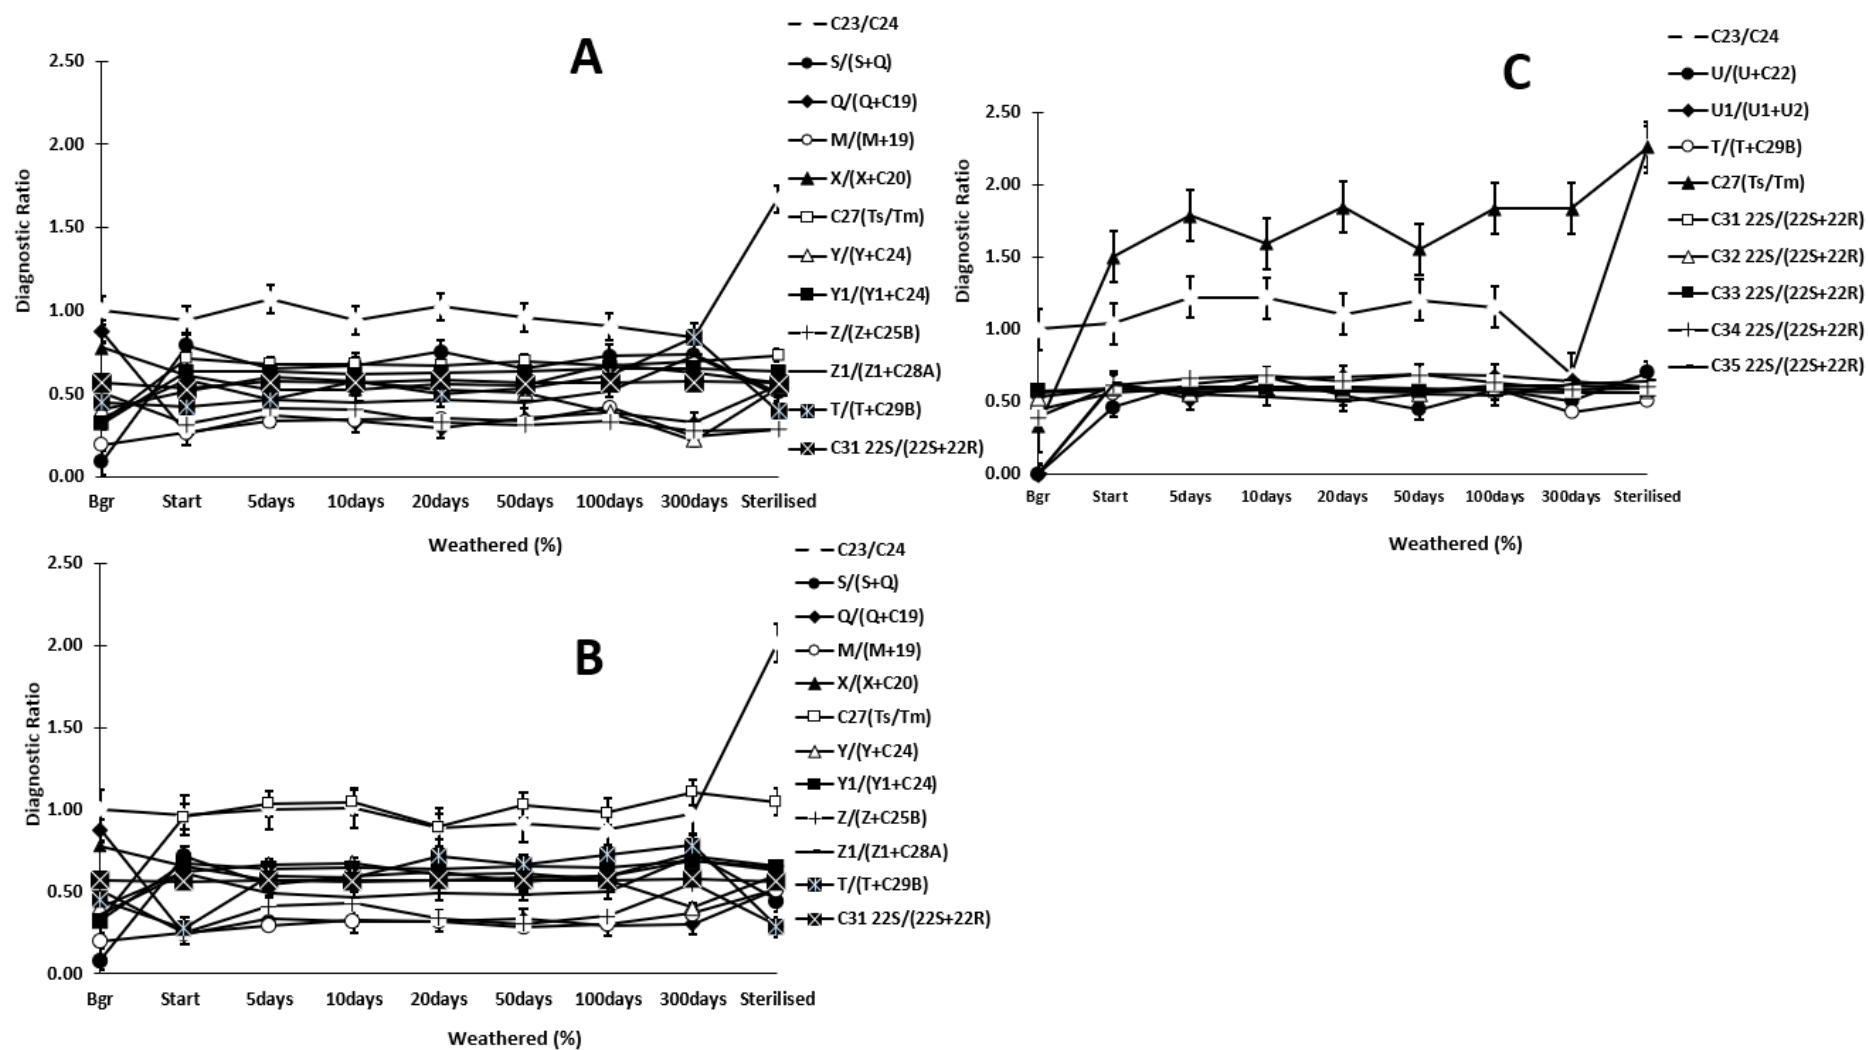 A
2.50
2.00
1.50
1.00
0.50
0.00
Diagnostic Ratio
Bgr Start 5days 10days 20days 50days 100days 300days Sterilised
Weathered (%)
C23/C24
S/(S+Q)
Q/(Q+C19)
M/(M+19)
X/(X+C20)
C27(Ts/Tm)
Y/(Y+C24)
Y1/(Y1+C24)
Z/(Z+C25B)
Z1/(Z1+C28A)
T/(T+C29B)
C31 22S/(22S+22R)
B
2.50
2.00
1.50
1.00
0.50
0.00
Diagnostic Ratio
Bgr Start 5days 10days 20days 50days 100days 300days Sterilised
Weathered (%)
C23/C24
S/(S+Q)
Q/(Q+C19)
M/(M+19)
X/(X+C20)
C27(Ts/Tm)
Y/(Y+C24)
Y1/(Y1+C24)
Z/(Z+C25B)
Z1/(Z1+C28A)
T/(T+C29B)
C31 22S/(22S+22R)
C
2.50
2.00
1.50
1.00
0.50
0.00
Diagnostic Ratio
Bgr Start 5days 10days 20days 50days 100days 300days Sterilised
Weathered (%)
C23/C24
U/(U+C22)
U1/(U1+U2)
T/(T+C29B)
C27(Ts/Tm)
C31 22S/(22S+22R)
C32 22S/(22S+22R)
C33 22S/(22S+22R)
C34 22S/(22S+22R)
C35 22S/(22S+22R)